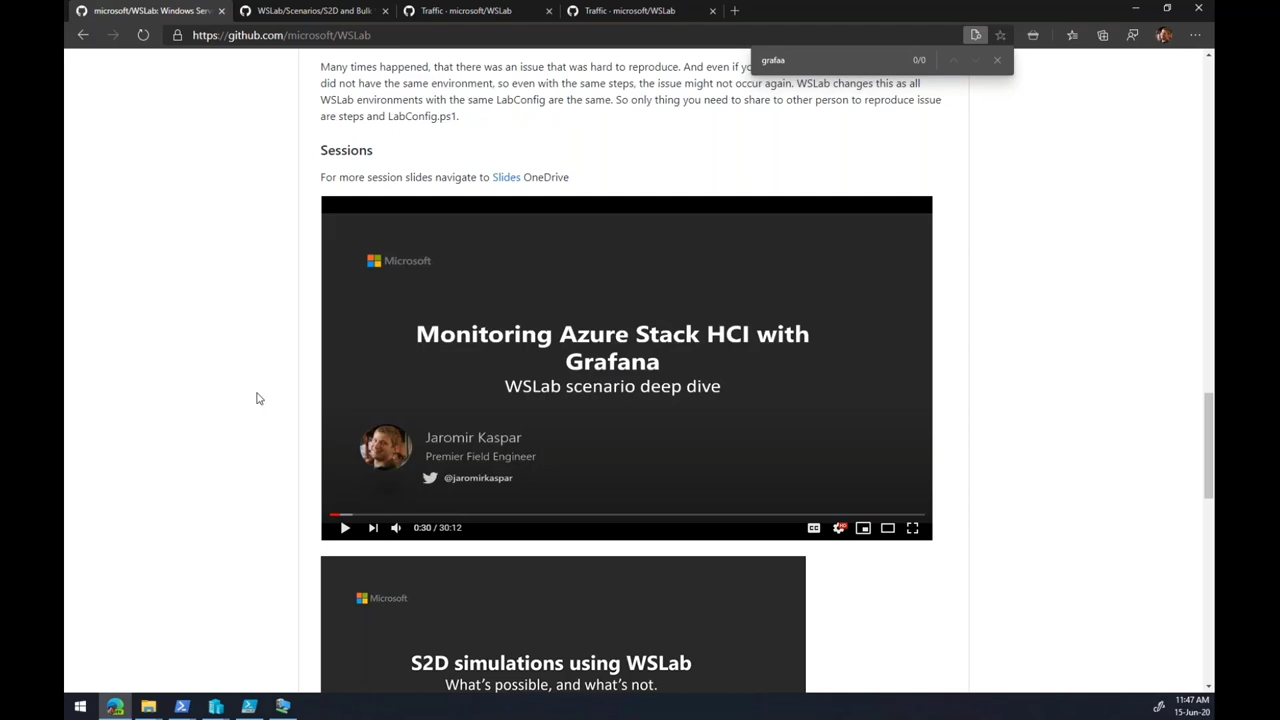 microsoft/WSLab: Windows Serv
WSLab/Scenarios/S2D and Bulk
Traffic · microsoft/WSLab
Traffic · microsoft/WSLab
https://github.com/microsoft/WSLab
grafaa
0/0
Many times happened, that there was an issue that was hard to reproduce. And even if yo
did not have the same environment, so even with the same steps, the issue might not occur again. WSLab changes this as all
WSLab environments with the same LabConfig are the same. So only thing you need to share to other person to reproduce issue
are steps and LabConfig.ps1.
Sessions
For more session slides navigate to Slides OneDrive
Microsoft
Monitoring Azure Stack HCI with
Grafana
WSLab scenario deep dive
Jaromir Kaspar
Premier Field Engineer
@jaromirkaspar
0:30 / 30:12
CC
HD
Microsoft
S2D simulations using WSLab
What's possible, and what's not.
11:47 AM
15-Jun-20